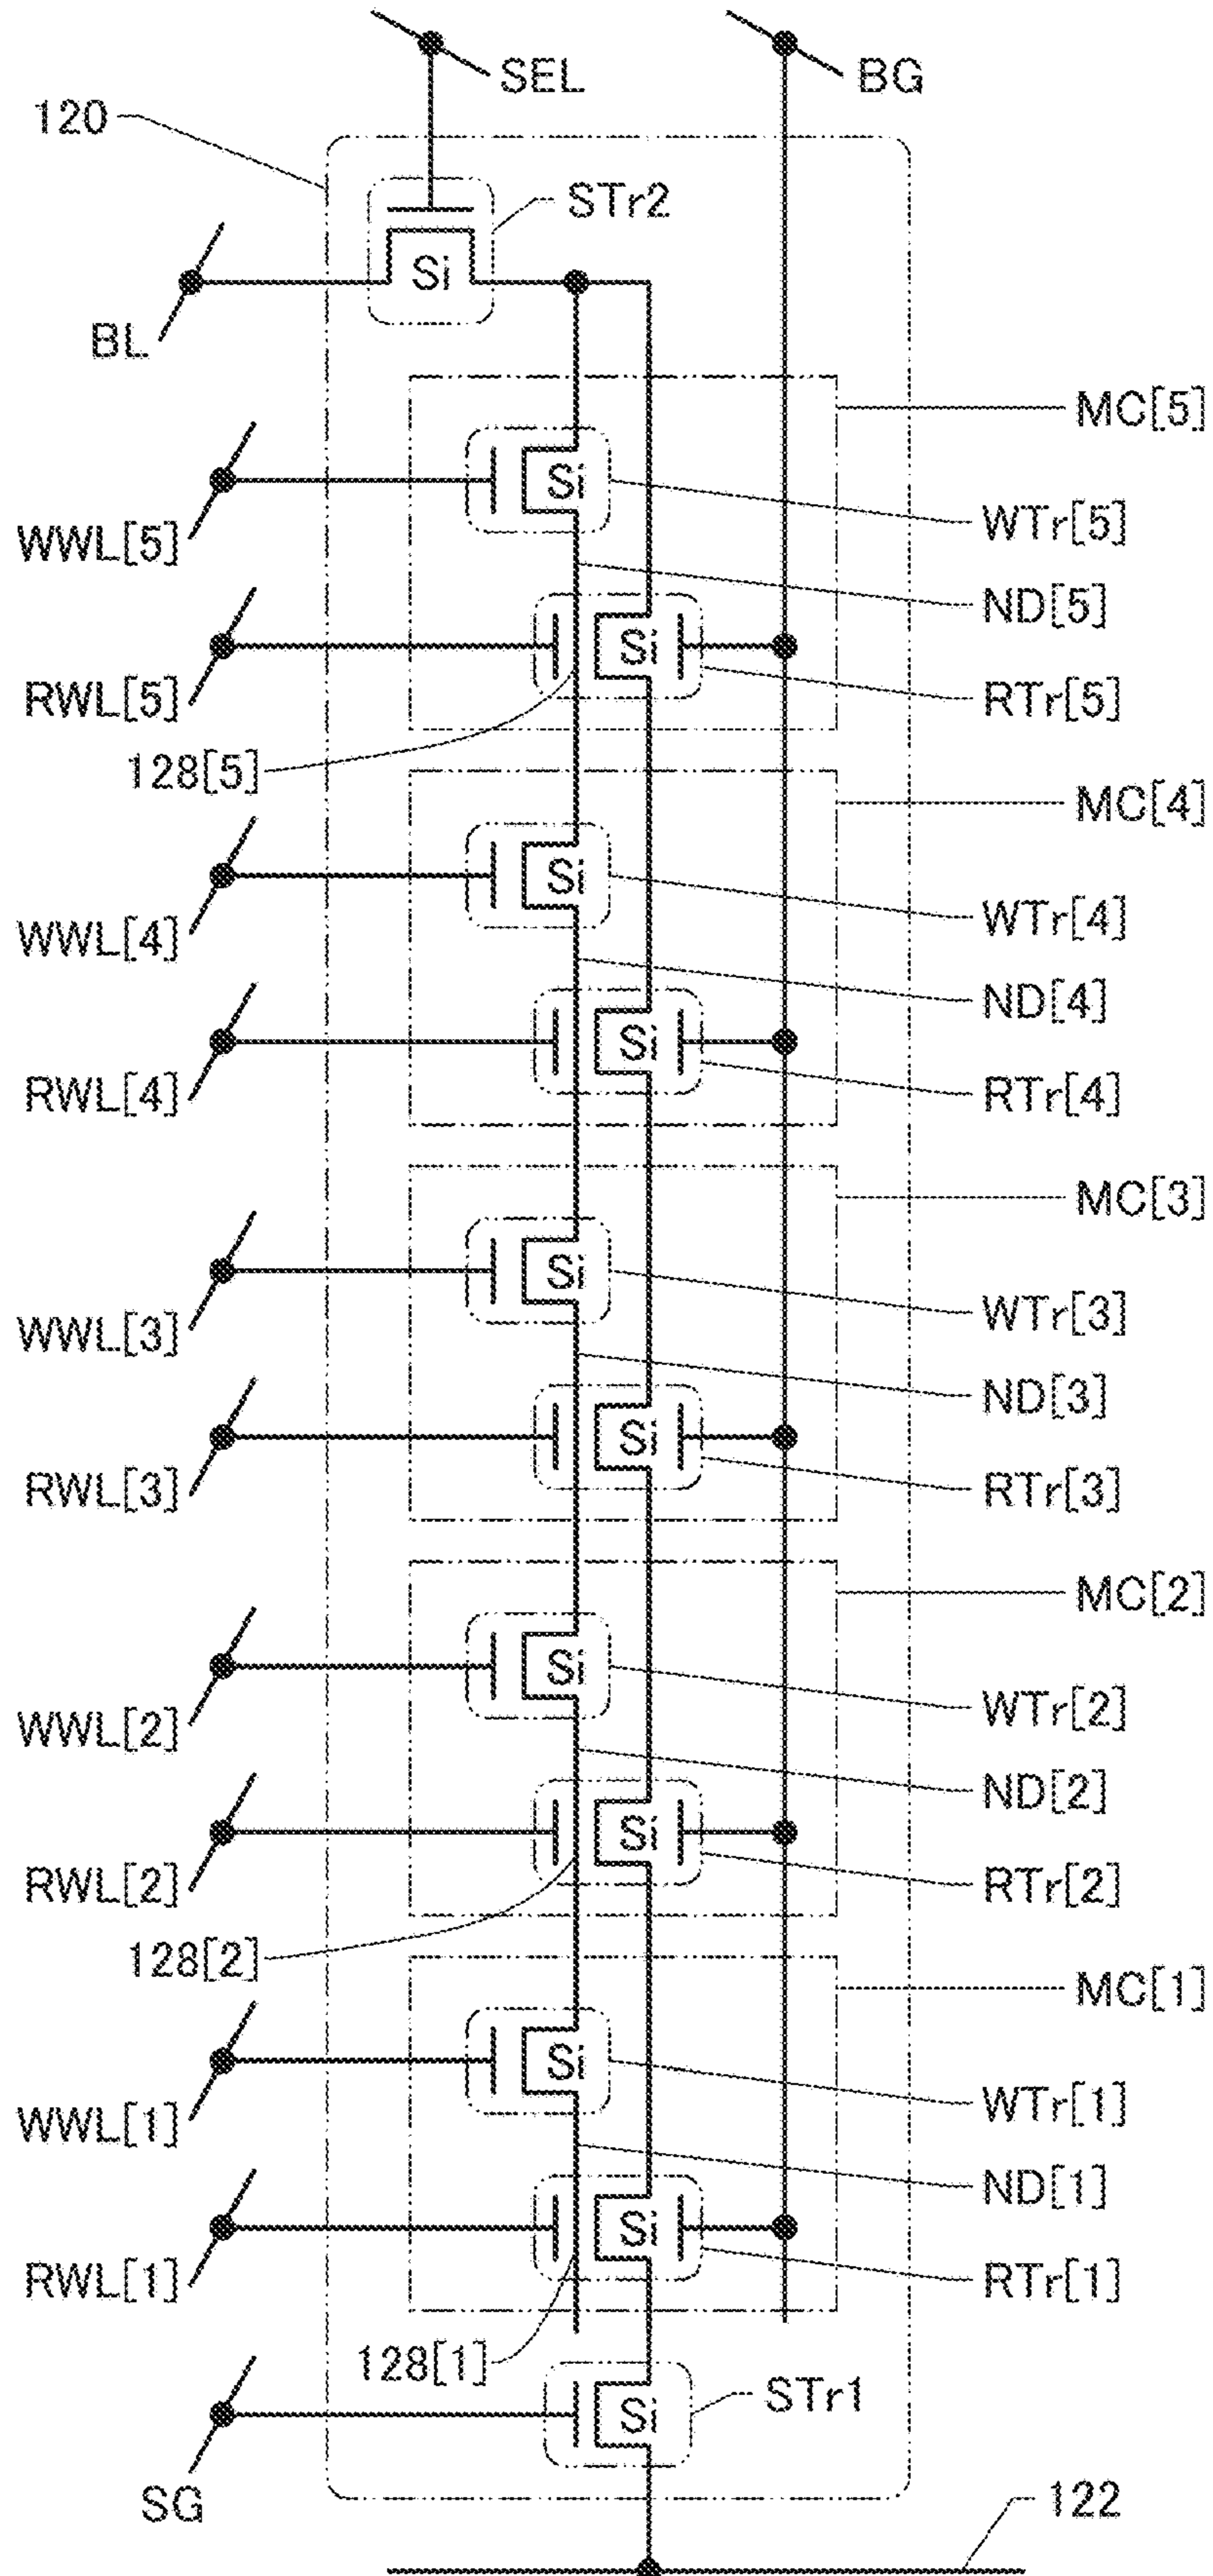 SEL
BG
120
STr2
Si
BL
MC[5]
Si
WWL[5]
WTr[5]
ND[5]
Si
RWL[5]
RTr[5]
128[5]
MC[4]
Si
WWL[4]
WTr[4]
ND[4]
Si
RWL[4]
RTr[4]
MC[3]
Si
WWL[3]
WTr[3]
ND[3]
Si
RWL[3]
RTr[3]
MC[2]
Si
WWL[2]
WTr[2]
ND[2]
Si
RWL[2]
RTr[2]
128[2]
MC[1]
Si
WWL[1]
WTr[1]
ND[1]
Si
RWL[1]
RTr[1]
128[1]
STr1
Si
SG
122